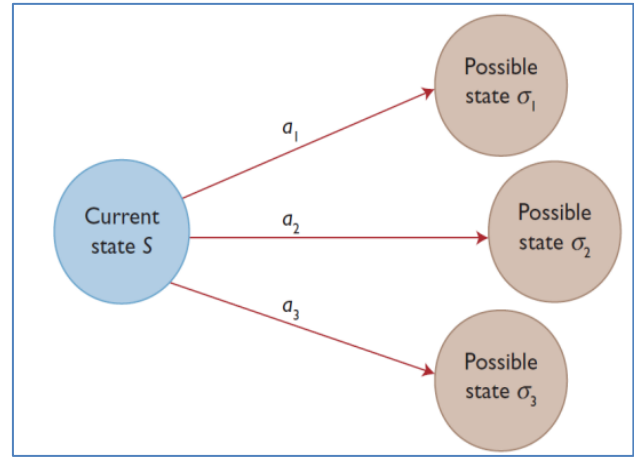 Possible
state σ₁
a₁
Current
state S
a₂
Possible
state σ₂
a₃
Possible
state σ₃